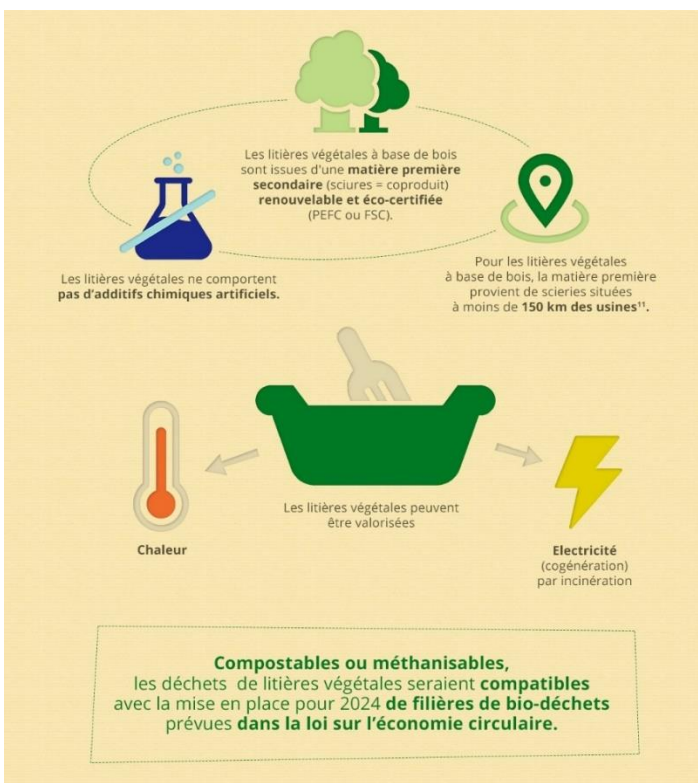 Les litières végétales à base de bois
sont issues d'une matière première
secondaire (sciures = coproduit)
renouvelable et éco-certifiée
(PEFC ou FSC).
Les litières végétales ne comportent
pas d'additifs chimiques artificiels.
Pour les litières végétales
à base de bois, la matière première
provient de scieries situées
à moins de 150 km des usines¹¹.
Les litières végétales peuvent
être valorisées
Chaleur
Electricité
(cogénération)
par incinération
Compostables ou méthanisables,
les déchets de litières végétales seraient compatibles
avec la mise en place pour 2024 de filières de bio-déchets
prévues dans la loi sur l'économie circulaire.